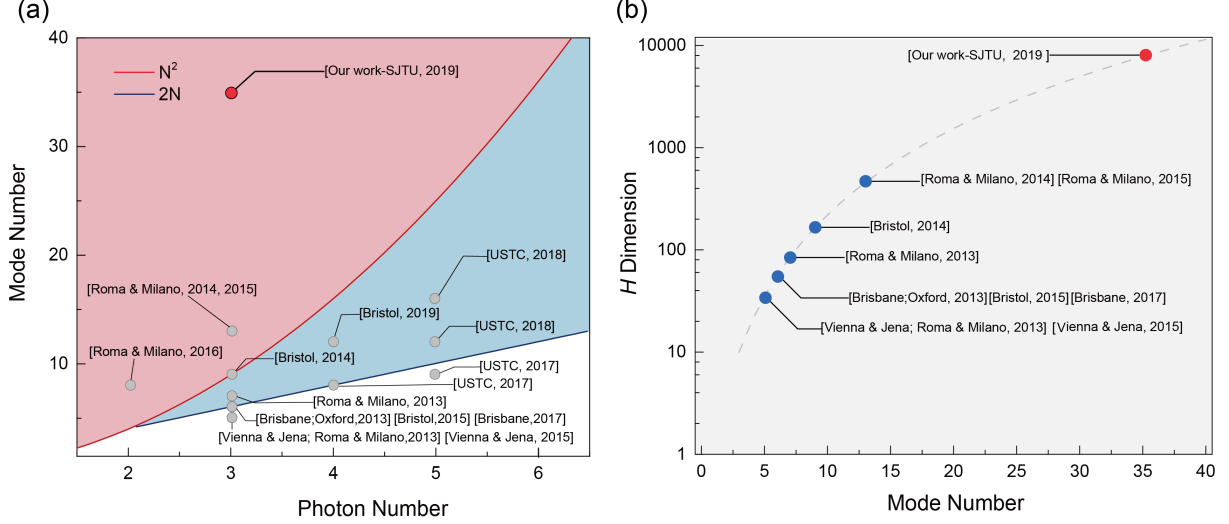 (a)
40
30
20
10
Mode Number
N²
2N
[Our work-SJTU, 2019]
[USTC, 2018]
[Roma & Milano, 2014, 2015]
[Bristol, 2019]
[USTC, 2018]
[Roma & Milano, 2016]
[Bristol, 2014]
[USTC, 2017]
[USTC, 2017]
[Roma & Milano, 2013]
[Brisbane;Oxford,2013] [Bristol,2015] [Brisbane,2017]
[Vienna & Jena; Roma & Milano,2013] [Vienna & Jena, 2015]
2 3 4 5 6
Photon Number
(b)
10000
1000
100
10
1
H Dimension
[Our work-SJTU, 2019 ]
[Roma & Milano, 2014] [Roma & Milano, 2015]
[Bristol, 2014]
[Roma & Milano, 2013]
[Brisbane;Oxford, 2013][Bristol, 2015][Brisbane, 2017]
[Vienna & Jena; Roma & Milano, 2013] [Vienna & Jena, 2015]
0 5 10 15 20 25 30 35 40
Mode Number